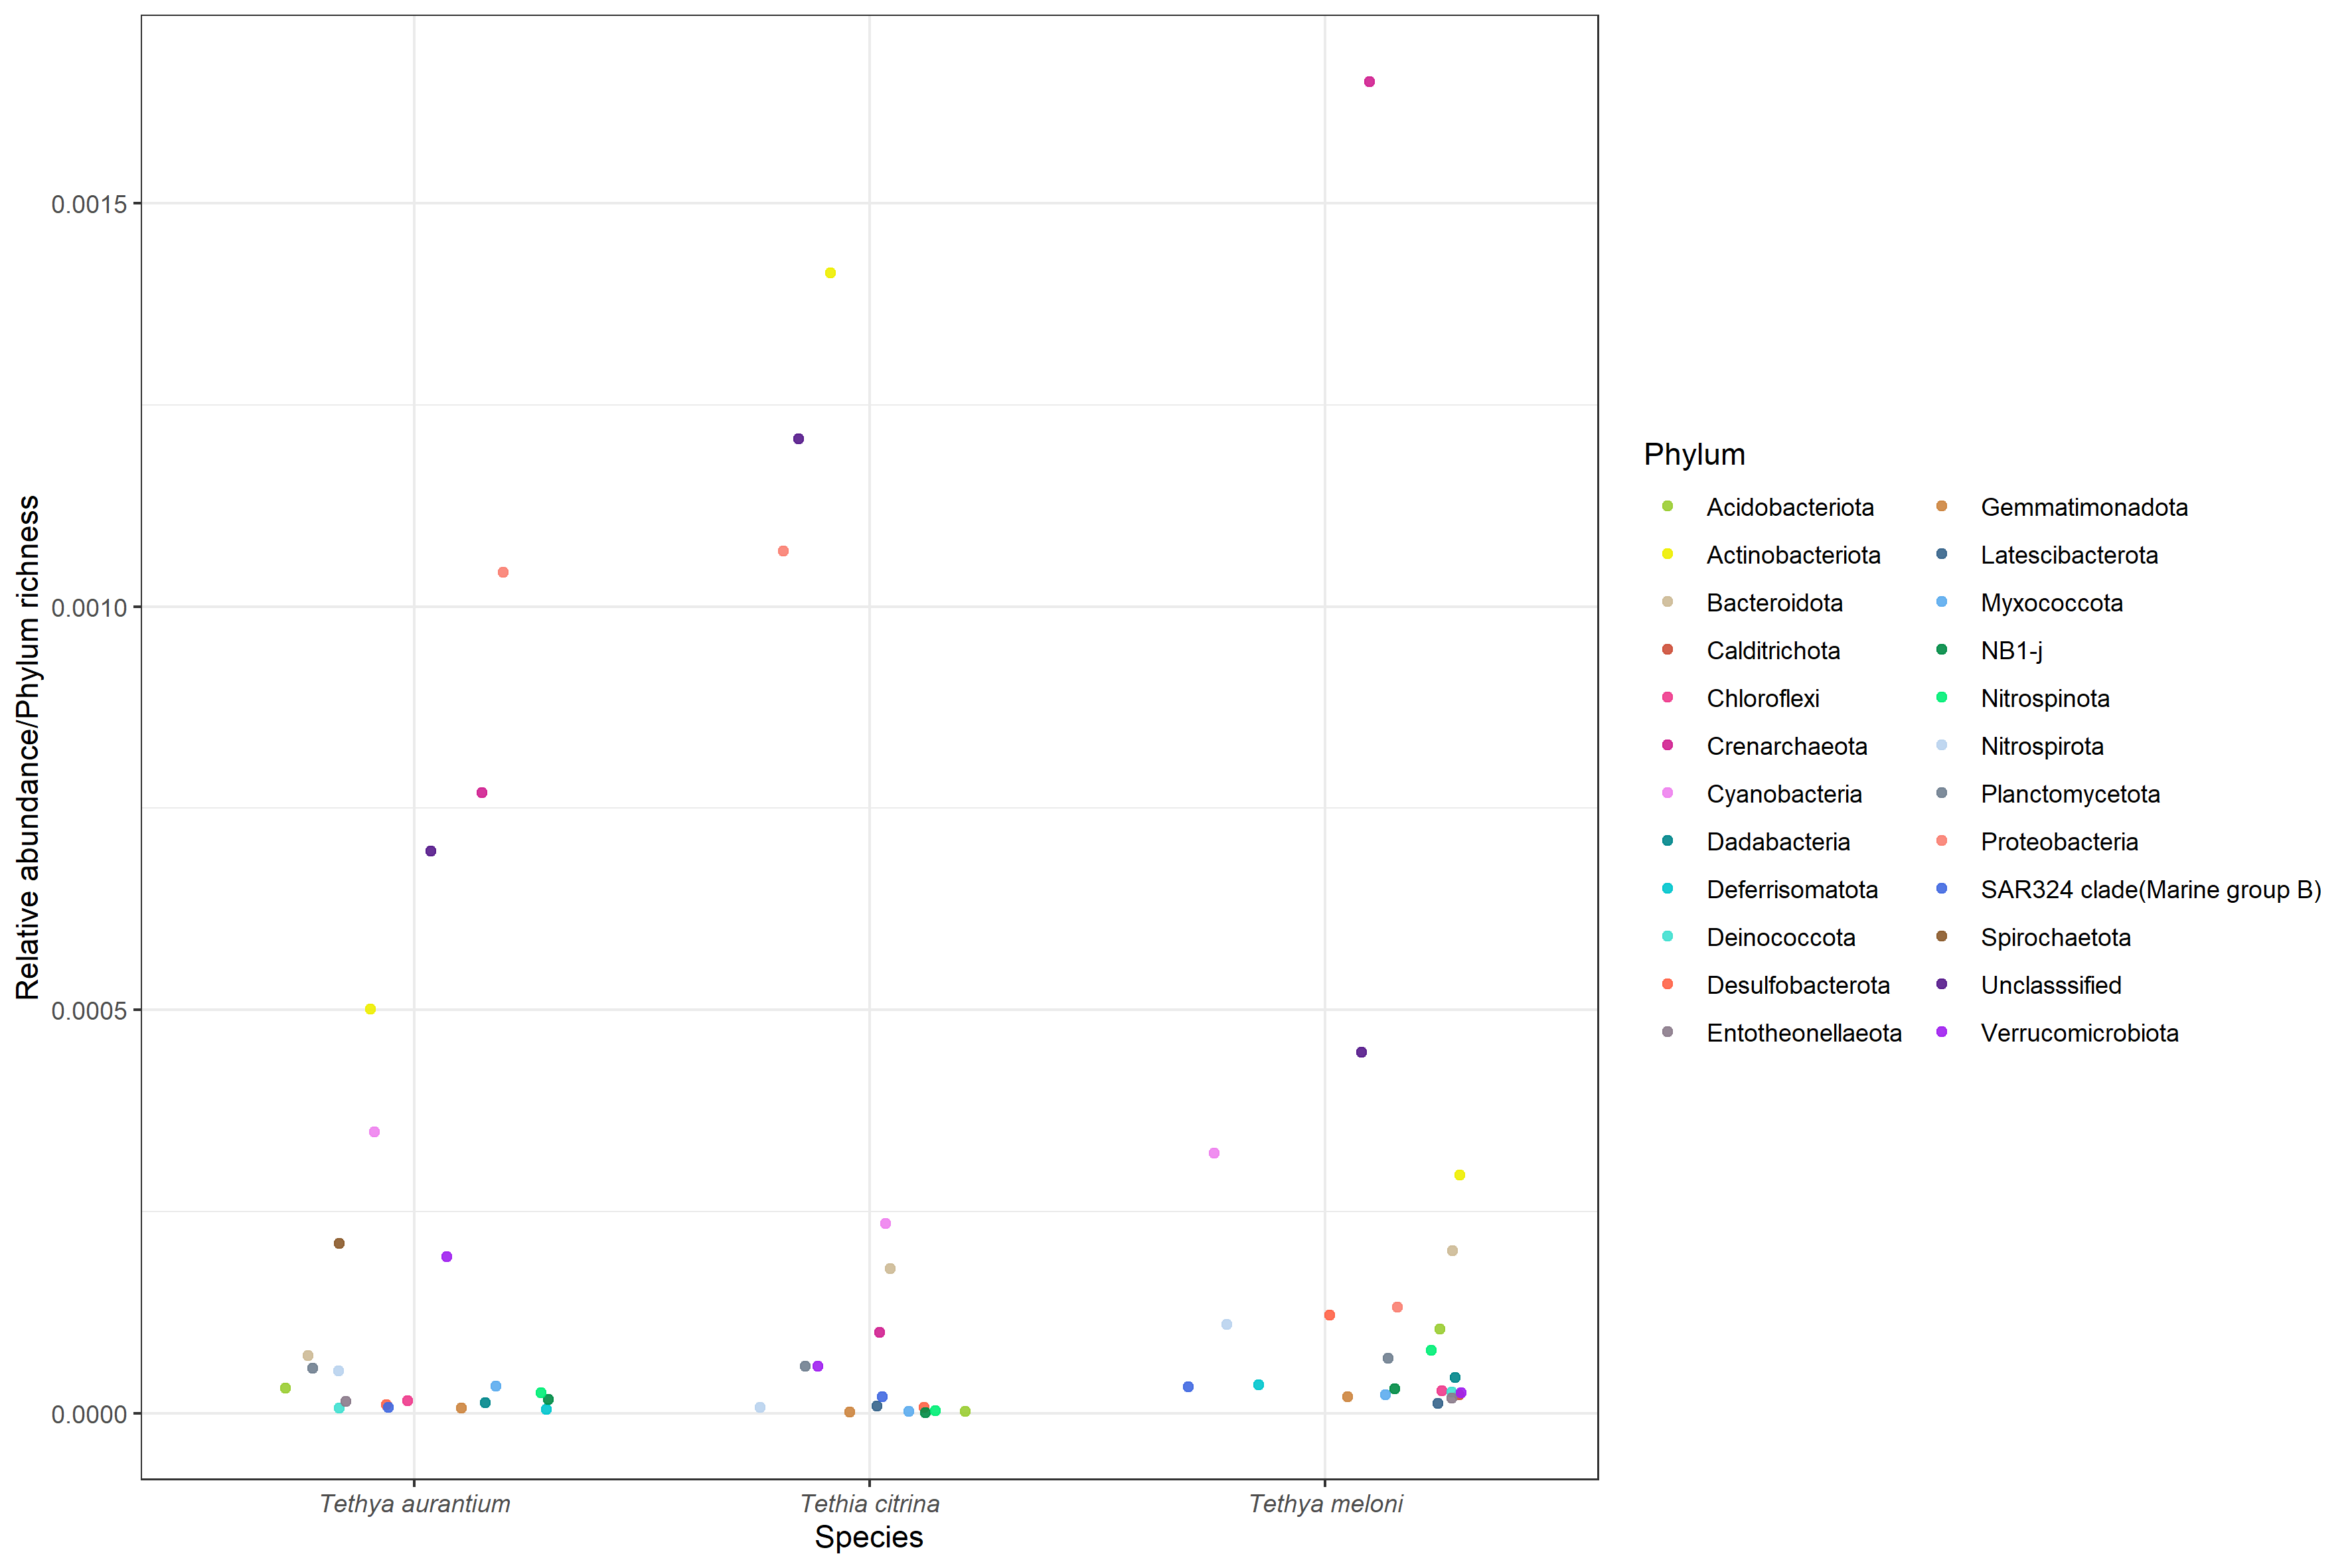 Relative abundance/Phylum richness
0.0015
0.0010
0.0005
0.0000
Tethya aurantium
Tethia citrina
Tethya meloni
Species
Phylum
Acidobacteriota
Actinobacteriota
Bacteroidota
Calditrichota
Chloroflexi
Crenarchaeota
Cyanobacteria
Dadabacteria
Deferrisomatota
Deinococcota
Desulfobacterota
Entotheonellaeota
Gemmatimonadota
Latescibacterota
Myxococcota
NB1-j
Nitrospinota
Nitrospirota
Planctomycetota
Proteobacteria
SAR324 clade(Marine group B)
Spirochaetota
Unclasssified
Verrucomicrobiota